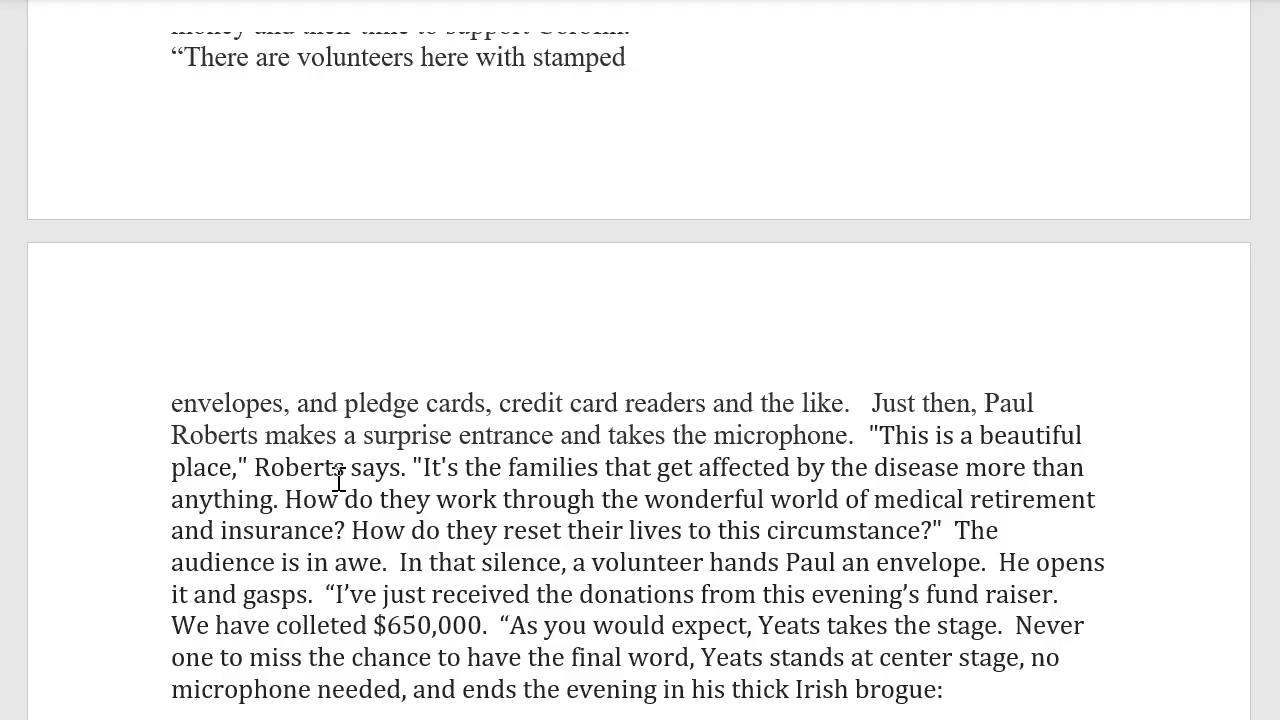 money and their time to support Corofin.
“There are volunteers here with stamped
envelopes, and pledge cards, credit card readers and the like.   Just then, Paul
Roberts makes a surprise entrance and takes the microphone.  "This is a beautiful
place," Roberts says. "It's the families that get affected by the disease more than
anything. How do they work through the wonderful world of medical retirement
and insurance? How do they reset their lives to this circumstance?"  The
audience is in awe.  In that silence, a volunteer hands Paul an envelope.  He opens
it and gasps.  “I’ve just received the donations from this evening’s fund raiser.
We have colleted $650,000.  “As you would expect, Yeats takes the stage.  Never
one to miss the chance to have the final word, Yeats stands at center stage, no
microphone needed, and ends the evening in his thick Irish brogue: